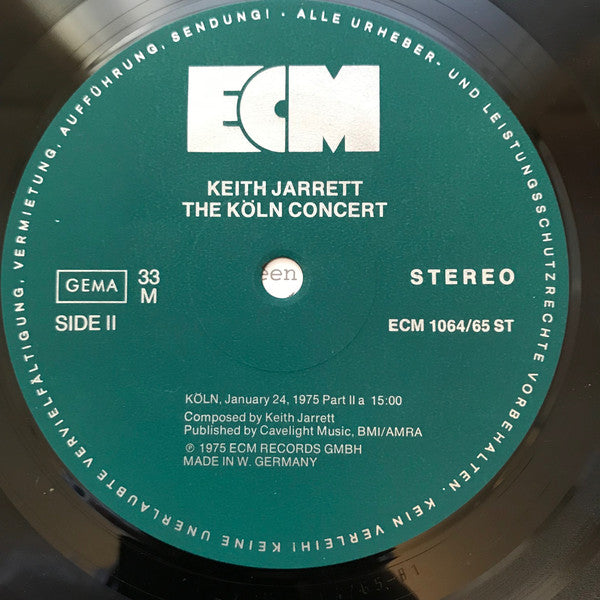 ALLE URHEBER- UND LEISTUNGSSCHUTZRECHTE VORBEHALTEN. KEIN VERLEIH! KEINE UNERLAUBTE VERVIELFÄLTIGUNG, VERMIETUNG, AUFFÜHRUNG, SENDUNG! ·
ECM
KEITH JARRETT
THE KÖLN CONCERT
een
GEMA
33
M
STEREO
SIDE II
ECM 1064/65 ST
KÖLN, January 24, 1975 Part II a 15:00
Composed by Keith Jarrett
Published by Cavelight Music, BMI/AMRA
℗ 1975 ECM RECORDS GMBH
MADE IN W. GERMANY